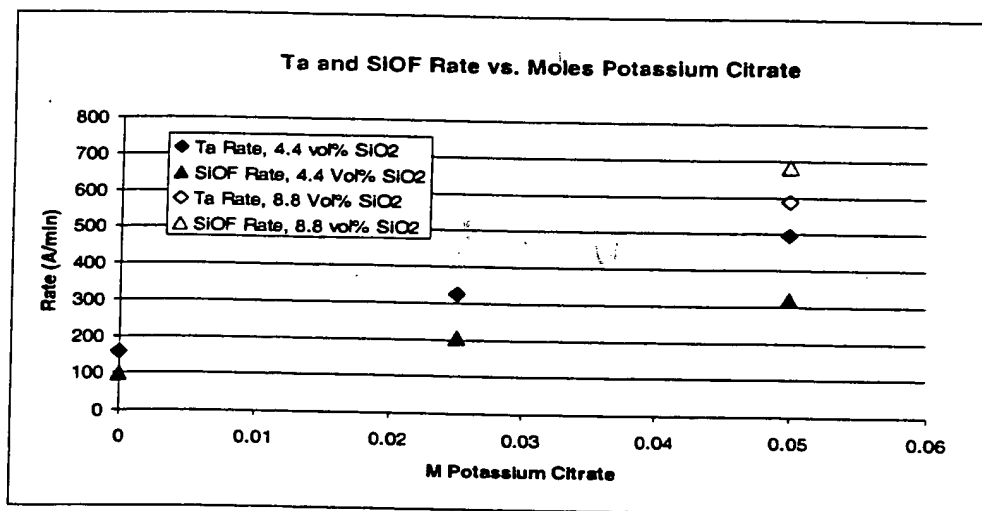 Ta and SiOF Rate vs. Moles Potassium Citrate
800
700
600
500
400
300
200
100
0
Rate (A/min)
Ta Rate, 4.4 vol% SiO2
SiOF Rate, 4.4 Vol% SiO2
Ta Rate, 8.8 Vol% SiO2
SiOF Rate, 8.8 vol% SiO2
0
0.01
0.02
0.03
0.04
0.05
0.06
M Potassium Citrate